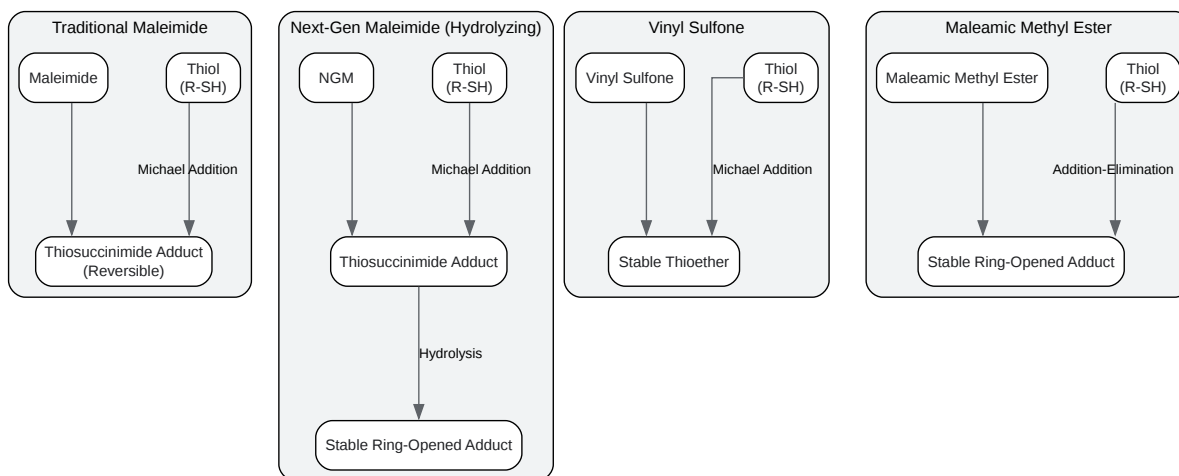 Traditional Maleimide
Maleimide
Thiol
(R-SH)
Michael Addition
Thiosuccinimide Adduct
(Reversible)
Next-Gen Maleimide (Hydrolyzing)
NGM
Thiol
(R-SH)
Michael Addition
Thiosuccinimide Adduct
Hydrolysis
Stable Ring-Opened Adduct
Vinyl Sulfone
Vinyl Sulfone
Thiol
(R-SH)
Michael Addition
Stable Thioether
Maleamic Methyl Ester
Maleamic Methyl Ester
Thiol
(R-SH)
Addition-Elimination
Stable Ring-Opened Adduct